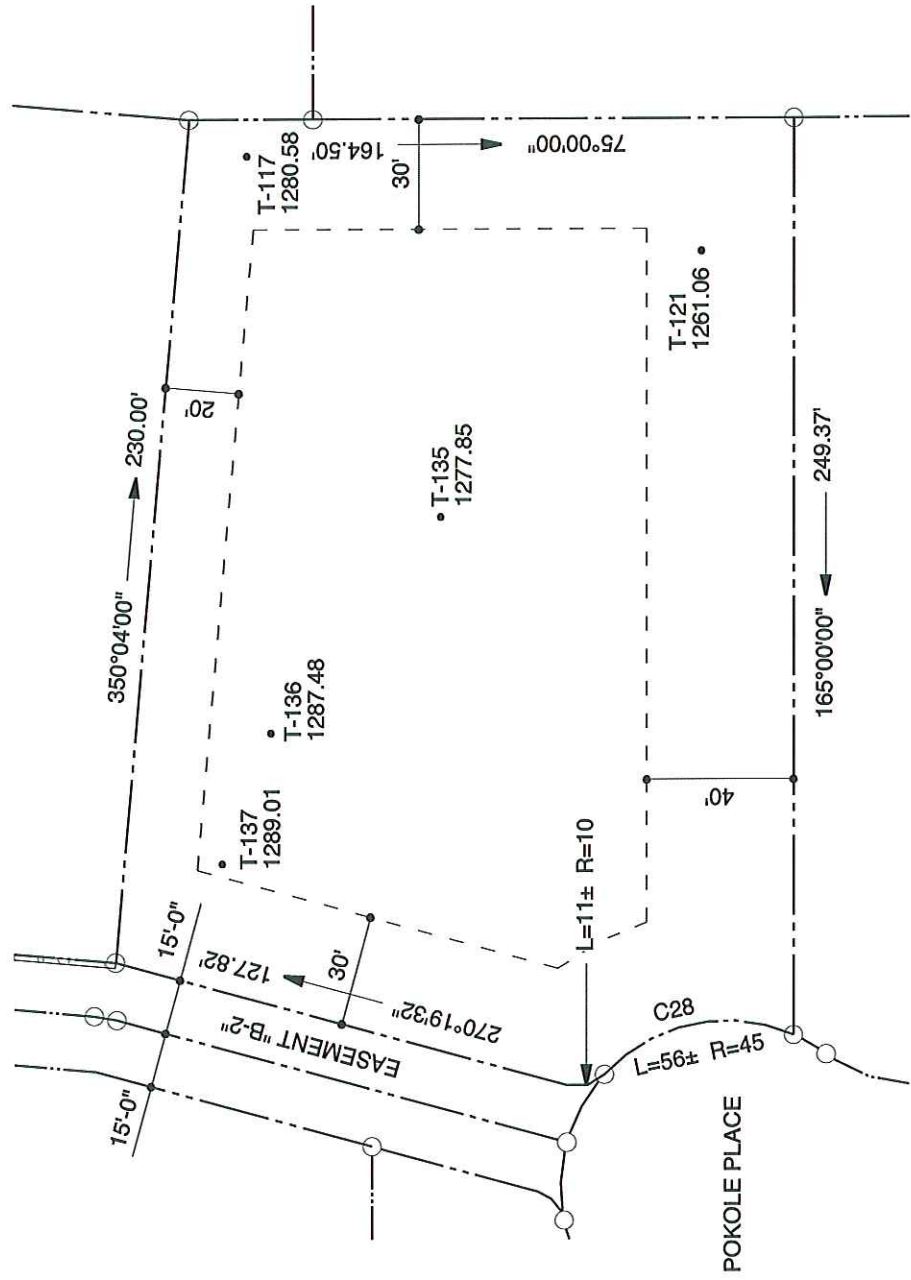 350°04'00"
230.00'
20'
T-117
1280.58
164.50'
30'
75°00'00"
T-121
1261.06
T-135
1277.85
T-136
1287.48
T-137
1289.01
15'-0"
15'-0"
127.82'
270°19'32"
30'
EASEMENT "B-2"
L=11± R=10
40'
165°00'00"
249.37'
C28
L=56± R=45
POKOLE PLACE